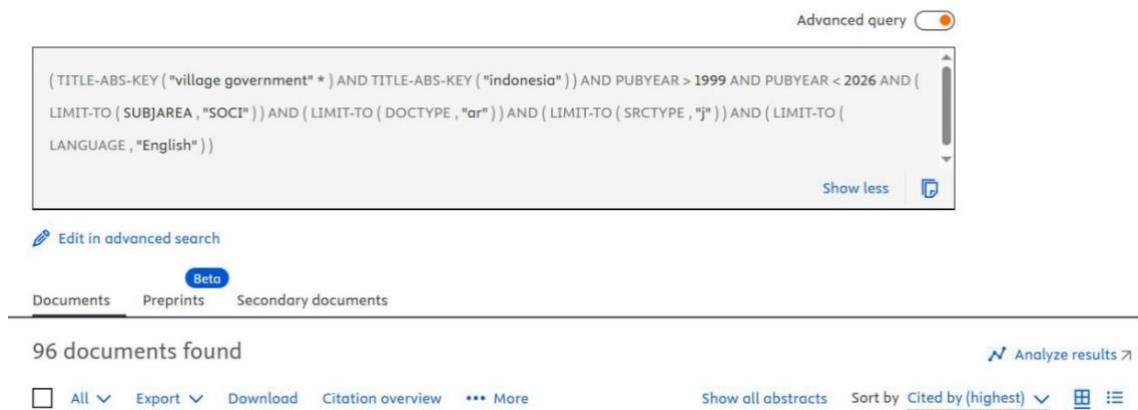 Advanced query
( TITLE-ABS-KEY ( "village government" * ) AND TITLE-ABS-KEY ( "indonesia" ) ) AND PUBYEAR > 1999 AND PUBYEAR < 2026 AND (
LIMIT-TO ( SUBJAREA , "SOCI" ) ) AND ( LIMIT-TO ( DOCTYPE , "ar" ) ) AND ( LIMIT-TO ( SRCTYPE , "j" ) ) AND ( LIMIT-TO (
LANGUAGE , "English" ) )
Show less
Edit in advanced search
Beta
Documents Preprints Secondary documents
96 documents found
Analyze results
All Export Download Citation overview ••• More Show all abstracts Sort by Cited by (highest)